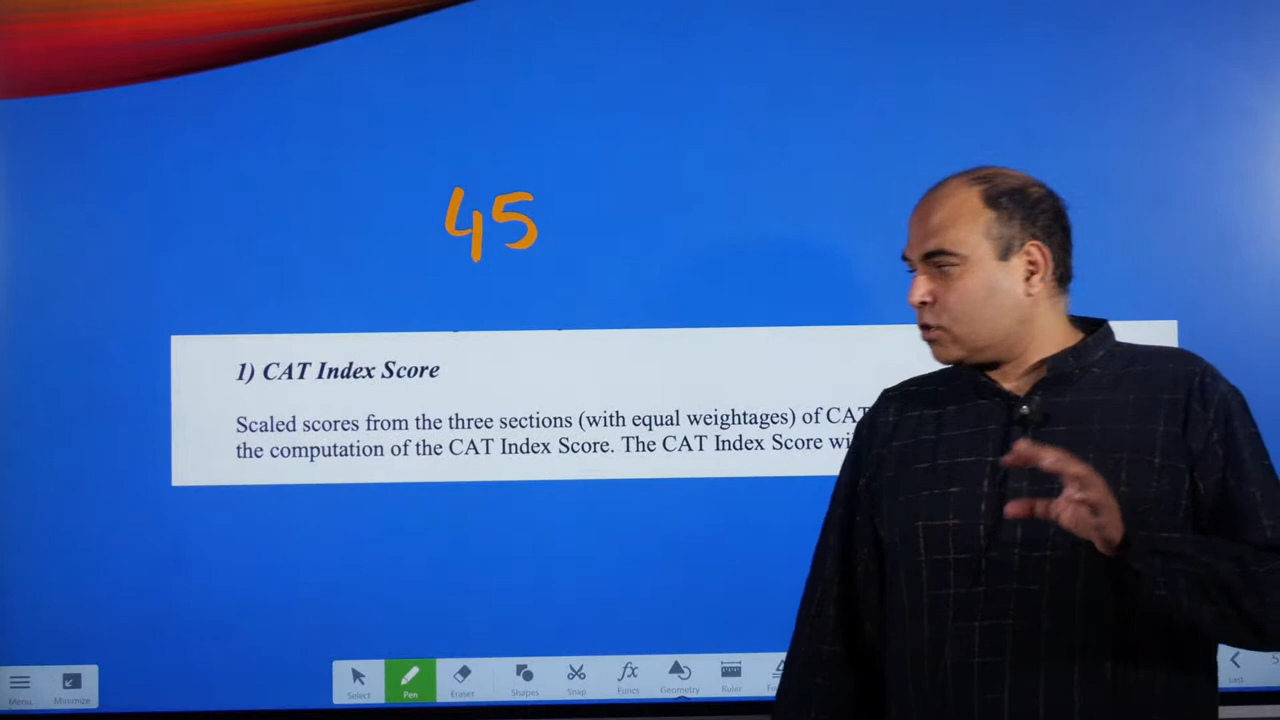 45
1) CAT Index Score
Scaled scores from the three sections (with equal weightages) of CAT
the computation of the CAT Index Score. The CAT Index Score
Menu
Minimize
Select
Pen
Eraser
Shapes
Snap
fx
Funcs
Geometry
Ruler